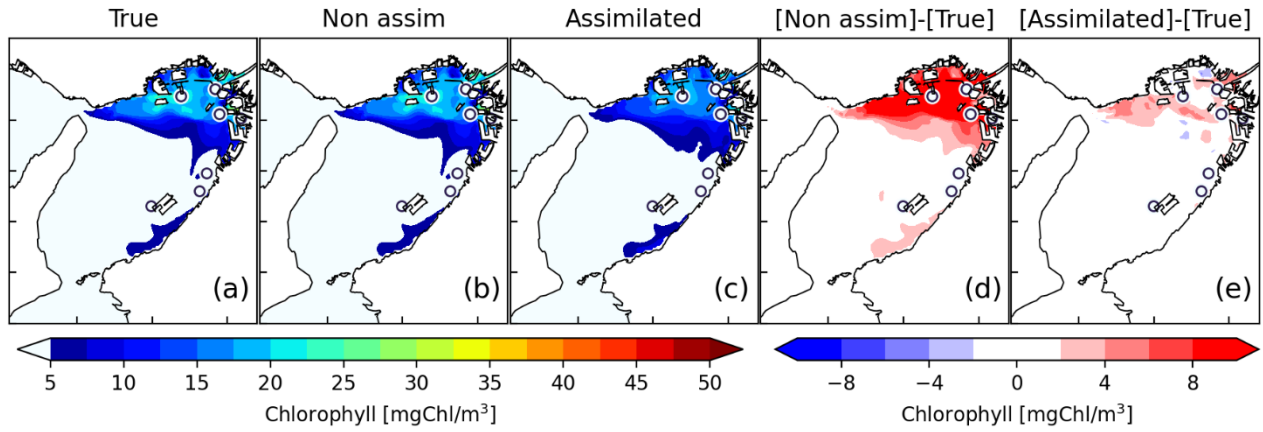 True Non assim Assimilated [Non assim]-[True] [Assimilated]-[True]
(a) (b) (c) (d) (e)
5 10 15 20 25 30 35 40 45 50 −8 −4 0 4 8
Chlorophyll [mgChl/m³] Chlorophyll [mgChl/m³]